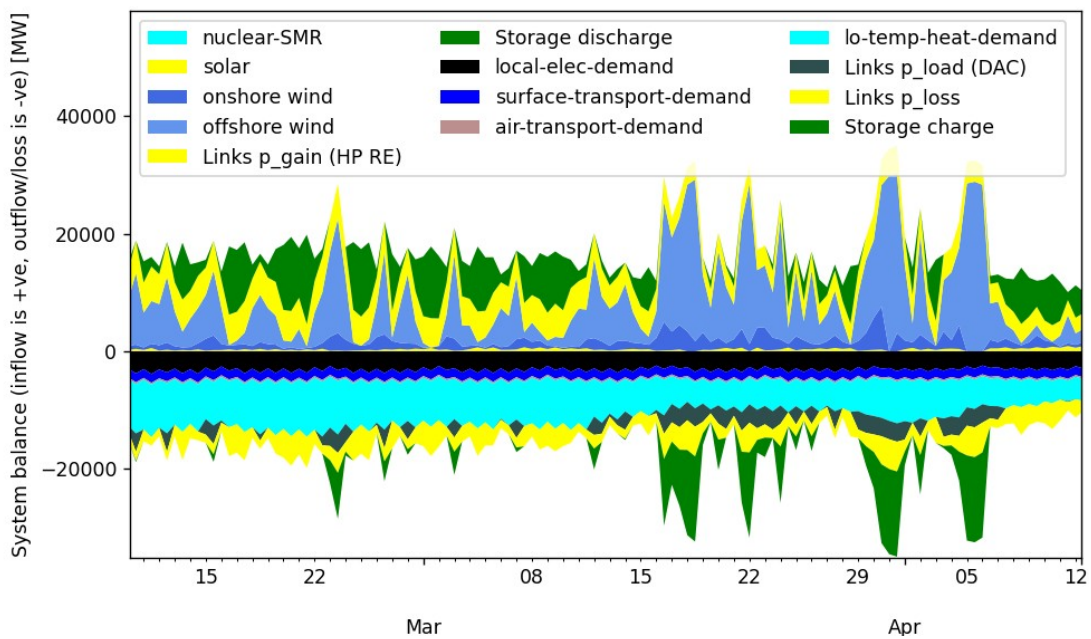 System balance (inflow is +ve, outflow/loss is -ve) [MW]
nuclear-SMR
solar
onshore wind
offshore wind
Links p_gain (HP RE)
Storage discharge
local-elec-demand
surface-transport-demand
air-transport-demand
lo-temp-heat-demand
Links p_load (DAC)
Links p_loss
Storage charge
40000
20000
0
−20000
15 22 08 15 22 29 05 12
Mar Apr